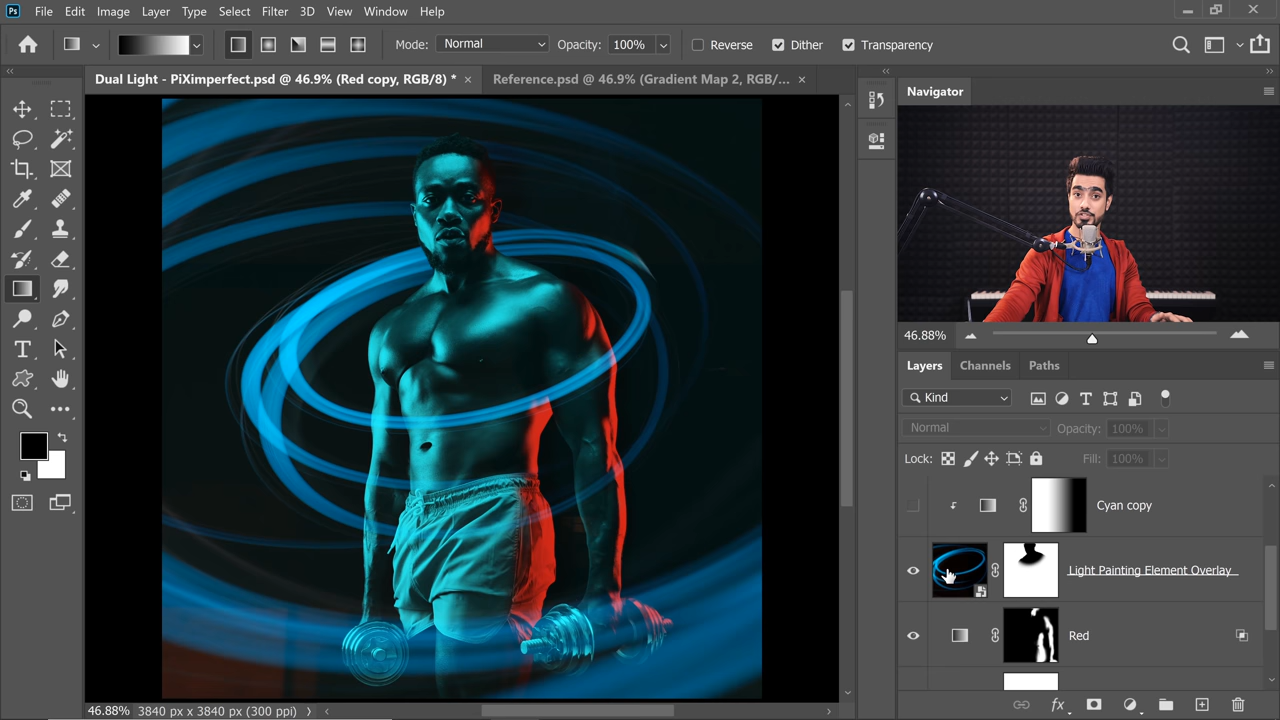 Ps File Edit Image Layer Type Select Filter 3D View Window Help
Mode: Normal Opacity: 100% Reverse Dither Transparency
Dual Light - PiXimperfect.psd @ 46.9% (Red copy, RGB/8) * × Reference.psd @ 46.9% (Gradient Map 2, RGB/... ×
Navigator
46.88%
Layers Channels Paths
Kind
Normal Opacity: 100%
Lock: Fill: 100%
Cyan copy
Light Painting Element Overlay
Red
fx
46.88% 3840 px x 3840 px (300 ppi)